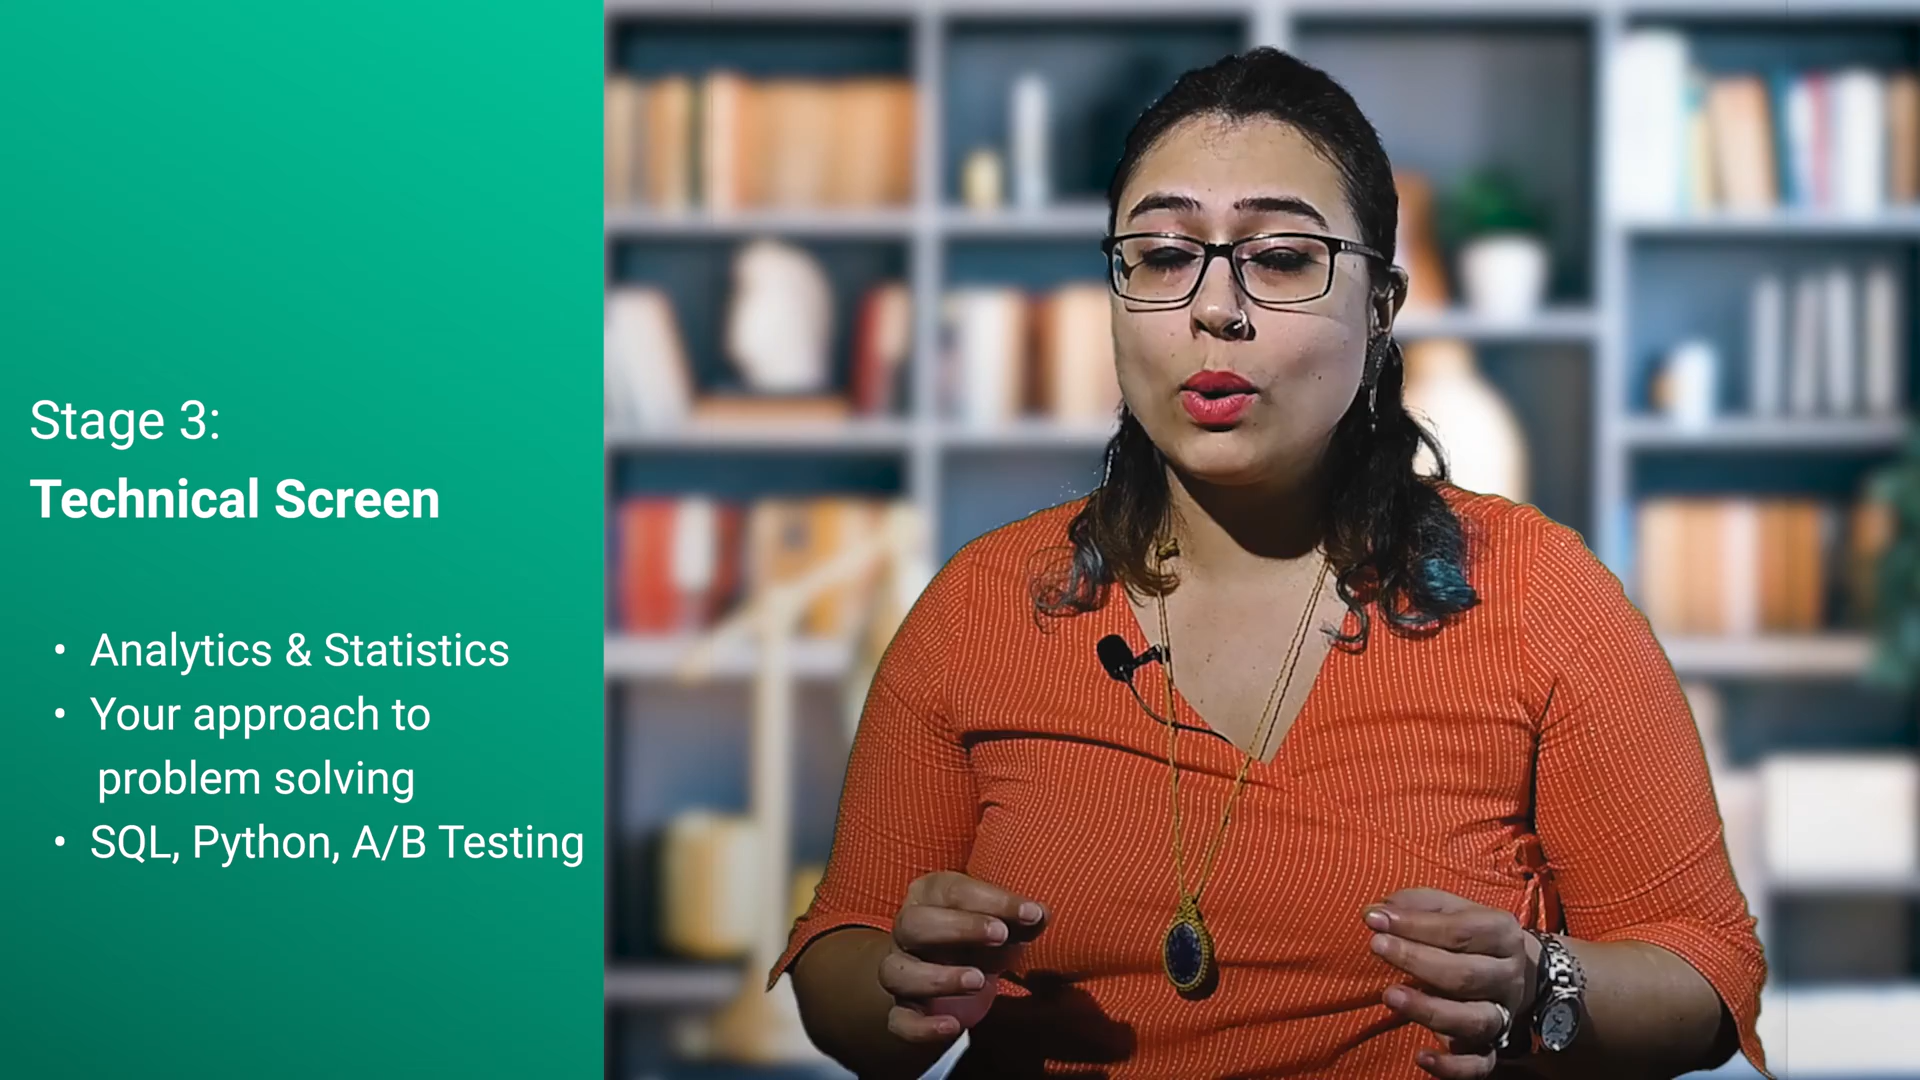 Stage 3:
Technical Screen
• Analytics & Statistics
• Your approach to
problem solving
• SQL, Python, A/B Testing